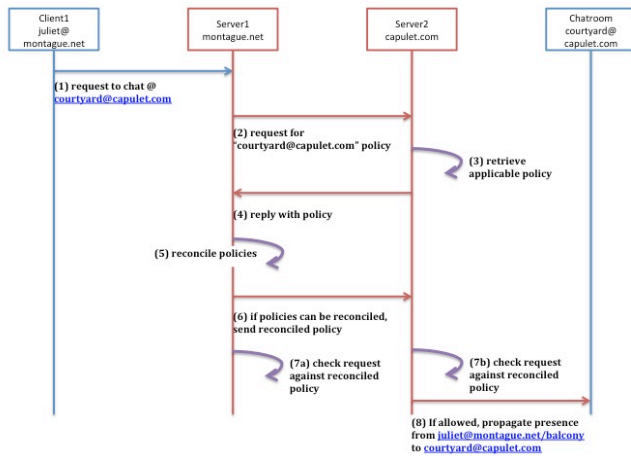 Client1
juliet@
montague.net
Server1
montague.net
Server2
capulet.com
Chatroom
courtyard@
capulet.com
(1) request to chat @
courtyard@capulet.com
(2) request for
"courtyard@capulet.com" policy
(3) retrieve
applicable policy
(4) reply with policy
(5) reconcile policies
(6) if policies can be reconciled,
send reconciled policy
(7a) check request
against reconciled
policy
(7b) check request
against reconciled
policy
(8) If allowed, propagate presence
from juliet@montague.net/balcony
to courtyard@capulet.com